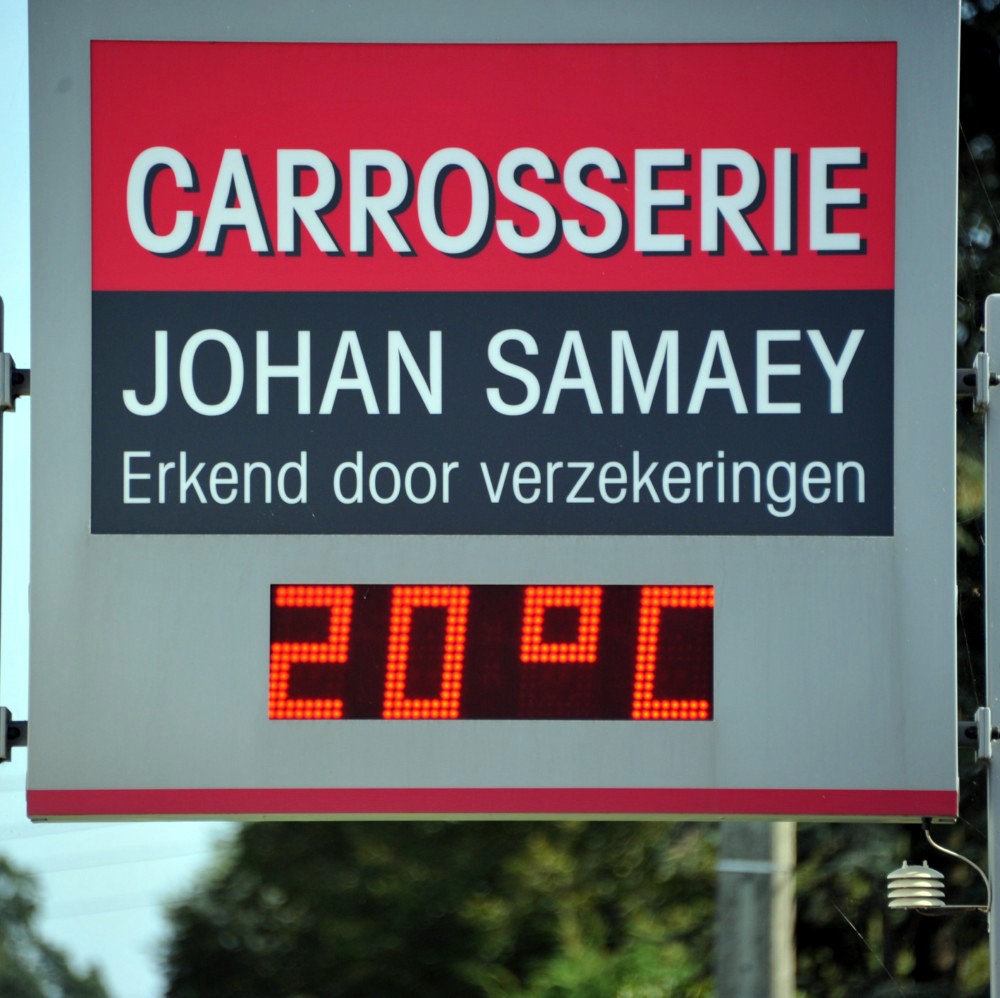 CARROSSERIE
JOHAN SAMAEY
Erkend door verzekeringen
20°C